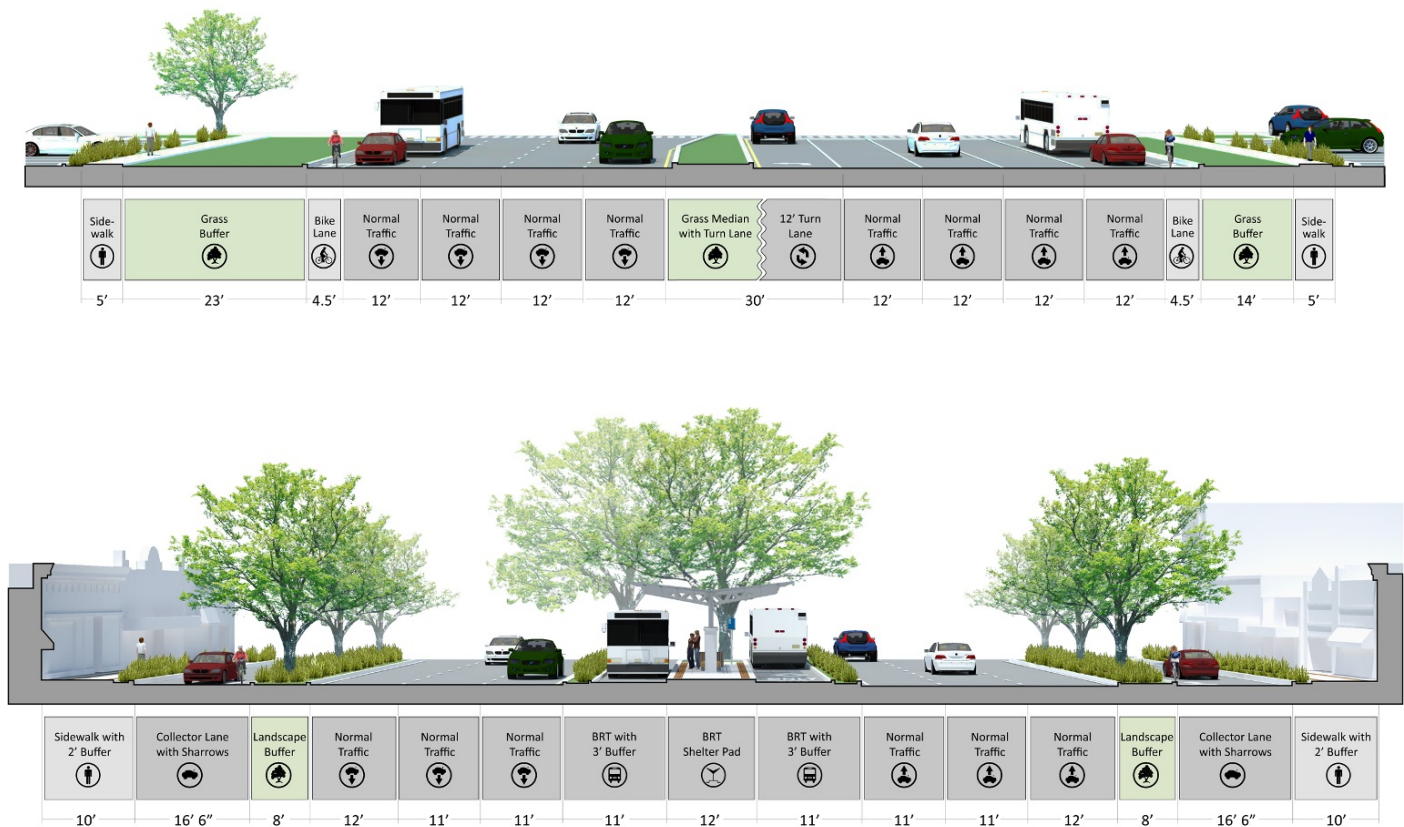 Side-
walk
Grass
Buffer
Bike
Lane
Normal
Traffic
Normal
Traffic
Normal
Traffic
Normal
Traffic
Grass Median
with Turn Lane
12' Turn
Lane
Normal
Traffic
Normal
Traffic
Normal
Traffic
Normal
Traffic
Bike
Lane
Grass
Buffer
Side-
walk
5' 23' 4.5' 12' 12' 12' 12' 30' 12' 12' 12' 12' 4.5' 14' 5'
Sidewalk with
2' Buffer
Collector Lane
with Sharrows
Landscape
Buffer
Normal
Traffic
Normal
Traffic
Normal
Traffic
BRT with
3' Buffer
BRT
Shelter Pad
BRT with
3' Buffer
Normal
Traffic
Normal
Traffic
Normal
Traffic
Landscape
Buffer
Collector Lane
with Sharrows
Sidewalk with
2' Buffer
10' 16' 6" 8' 12' 11' 11' 11' 12' 11' 11' 11' 12' 8' 16' 6" 10'